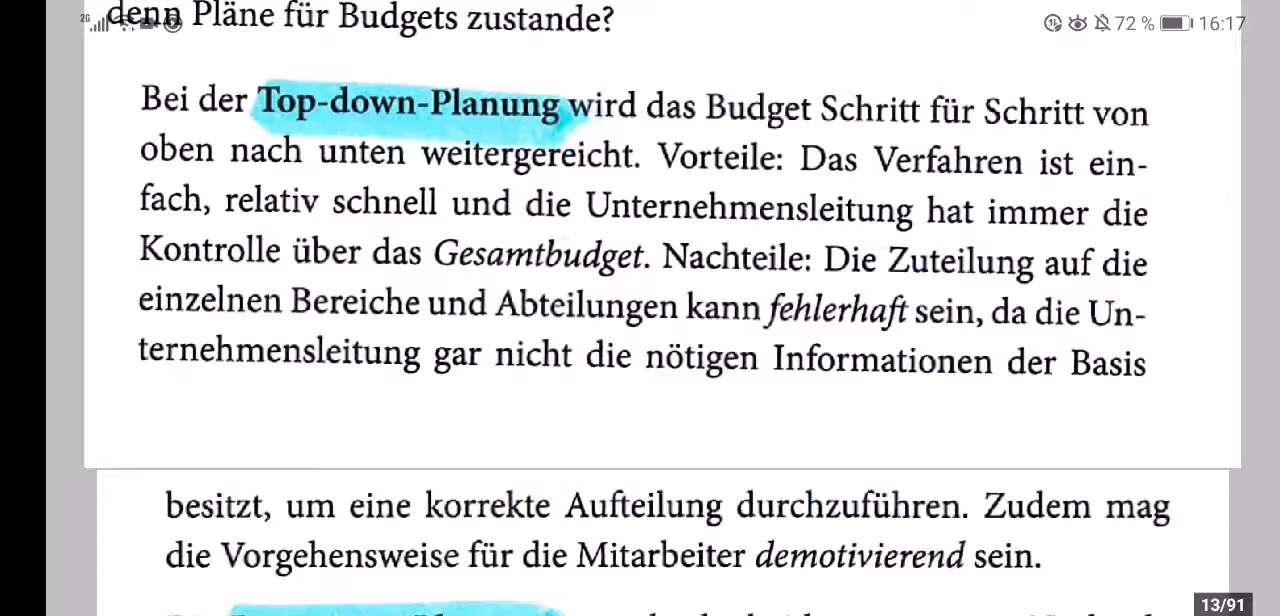 denn Pläne für Budgets zustande?
2G 72 % 16:17
Bei der Top-down-Planung wird das Budget Schritt für Schritt von
oben nach unten weitergereicht. Vorteile: Das Verfahren ist ein-
fach, relativ schnell und die Unternehmensleitung hat immer die
Kontrolle über das Gesamtbudget. Nachteile: Die Zuteilung auf die
einzelnen Bereiche und Abteilungen kann fehlerhaft sein, da die Un-
ternehmensleitung gar nicht die nötigen Informationen der Basis
besitzt, um eine korrekte Aufteilung durchzuführen. Zudem mag
die Vorgehensweise für die Mitarbeiter demotivierend sein.
13/91